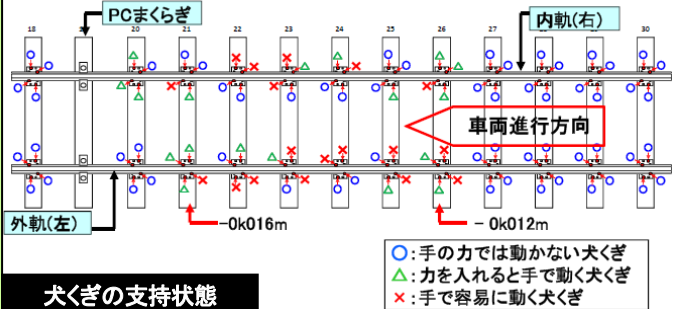 PCまくらぎ
内軌(右)
18 20 21 22 23 24 25 26 27 28 29 30
車両進行方向
外軌(左)
-0k016m
- 0k012m
○:手の力では動かない犬くぎ
△:力を入れると手で動く犬くぎ
×:手で容易に動く犬くぎ
犬くぎの支持状態